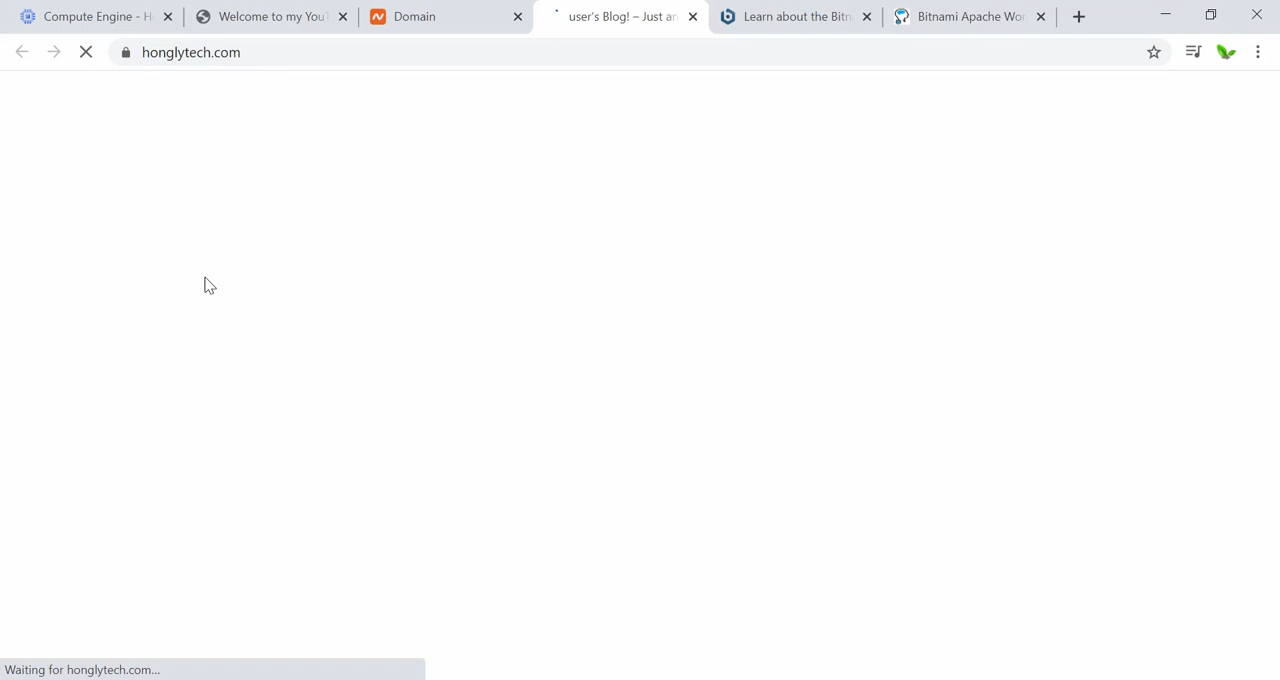 Compute Engine - H
Welcome to my You
Domain
user's Blog! – Just an
Learn about the Bitn
Bitnami Apache Wor
honglytech.com
Waiting for honglytech.com...